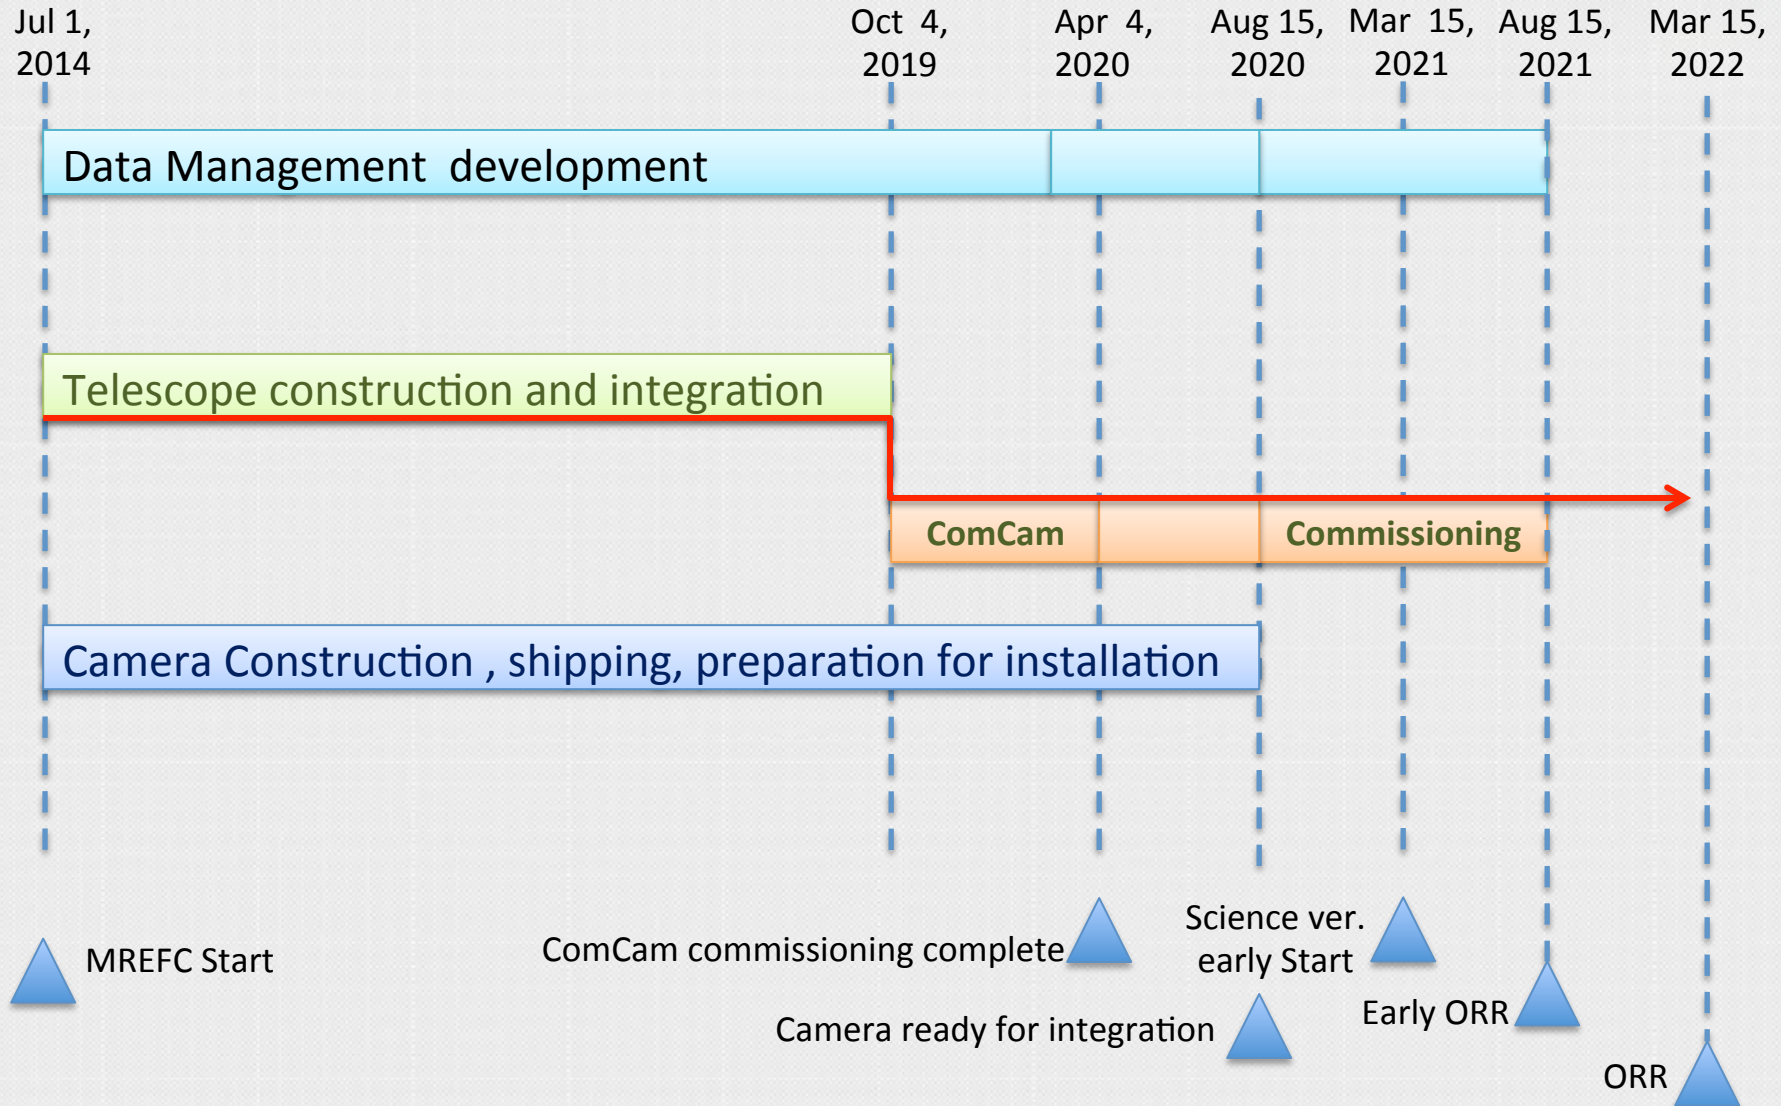 Jul 1,
2014
Oct 4,
2019
Apr 4,
2020
Aug 15,
2020
Mar 15,
2021
Aug 15,
2021
Mar 15,
2022
Data Management development
Telescope construction and integration
ComCam
Commissioning
Camera Construction , shipping, preparation for installation
MREFC Start
ComCam commissioning complete
Science ver.
early Start
Camera ready for integration
Early ORR
ORR